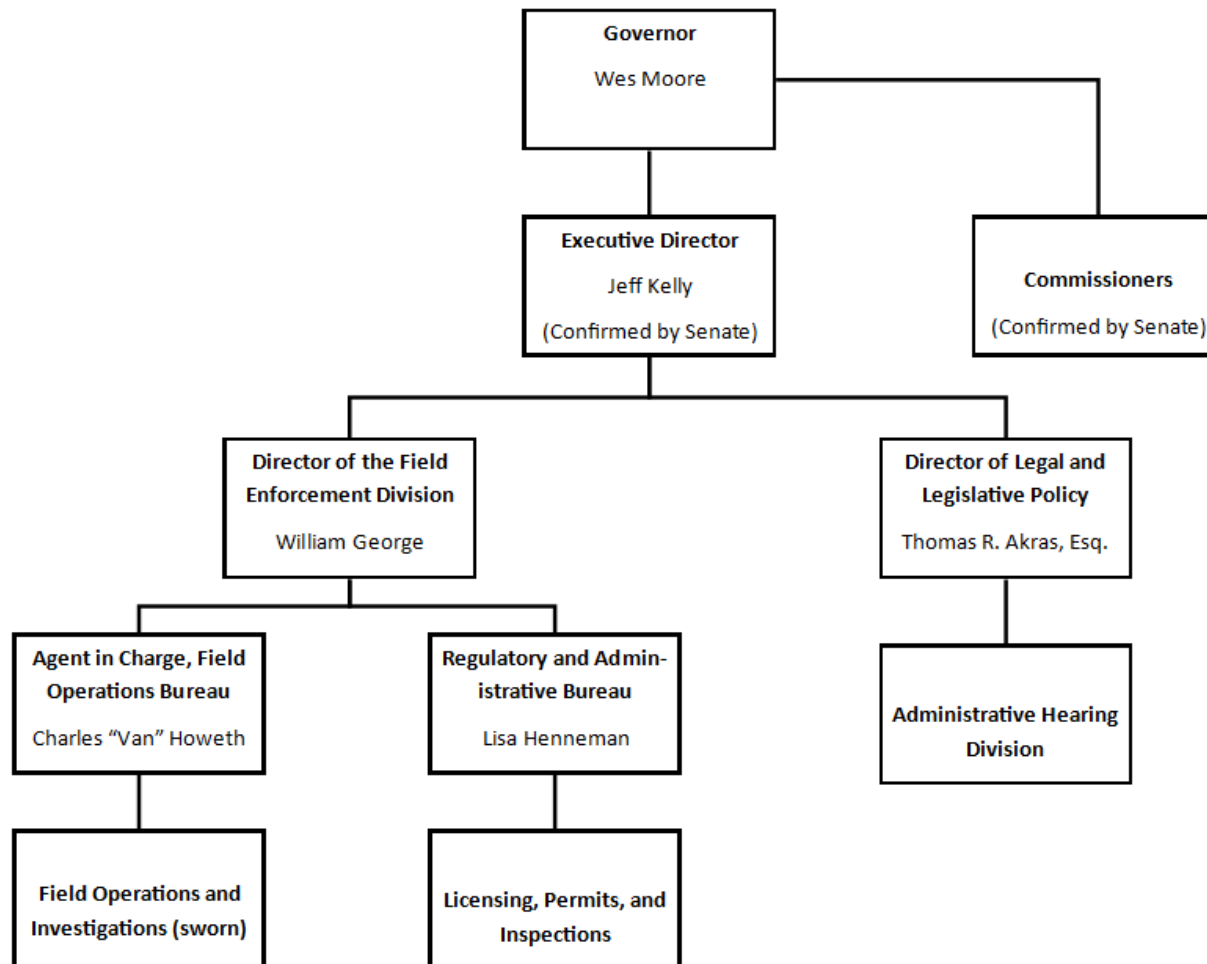 Governor
Wes Moore
Executive Director
Jeff Kelly
(Confirmed by Senate)
Commissioners
(Confirmed by Senate)
Director of the Field
Enforcement Division
William George
Director of Legal and
Legislative Policy
Thomas R. Akras, Esq.
Agent in Charge, Field
Operations Bureau
Charles “Van” Howeth
Regulatory and Admin-
istrative Bureau
Lisa Henneman
Administrative Hearing
Division
Field Operations and
Investigations (sworn)
Licensing, Permits, and
Inspections